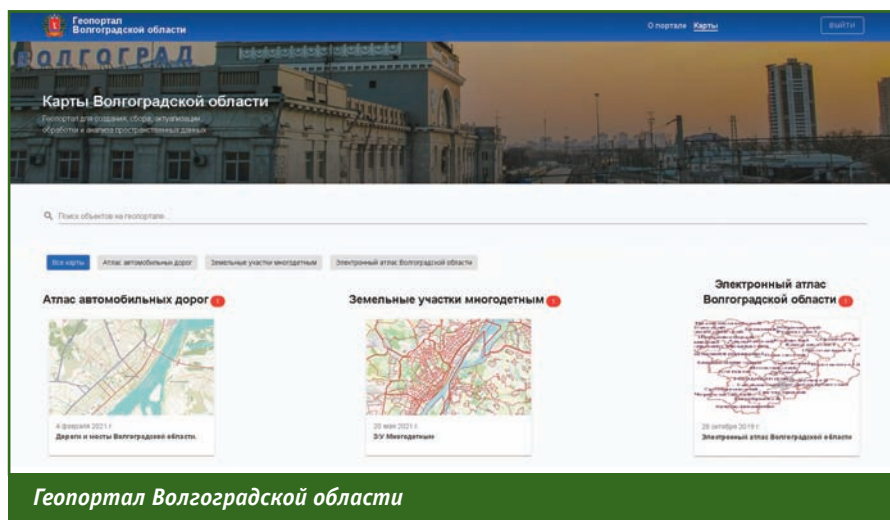 Геопортал
Волгоградской области
О портале Карты
ВЫЙТИ
ВОЛГОГРАД
Карты Волгоградской области
Геопортал для создания, сбора, актуализации,
обработки и анализа пространственных данных
Поиск объектов на геопортале...
Все карты Атлас автомобильных дорог Земельные участки многодетным Электронный атлас Волгоградской области
Атлас автомобильных дорог 1
Земельные участки многодетным 1
Электронный атлас
Волгоградской области 1
4 февраля 2021 г.
Дороги и мосты Волгоградской области.
20 мая 2021 г.
ЗУ Многодетным
28 октября 2019 г.
Электронный атлас Волгоградской области
Геопортал Волгоградской области